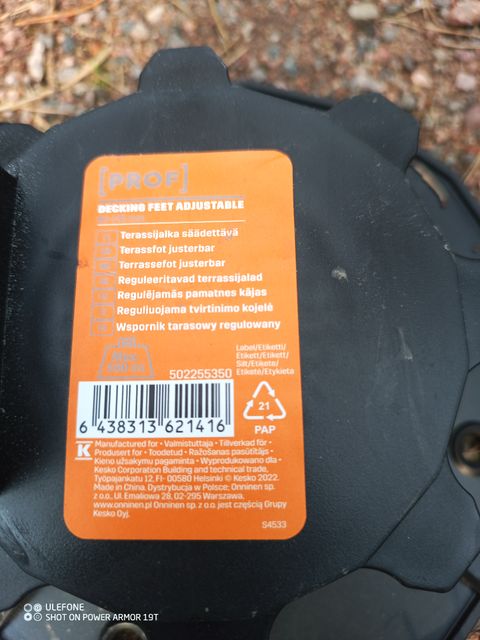 [PROF]
DECKING FEET ADJUSTABLE
Terassijalka säädettävä
Terassfot justerbar
Terrassefot justerbar
Reguleeritavad terrassijalad
Regulējamās pamatnes kājas
Reguliuojama tvirtinimo kojelė
Wspornik tarasowy regulowany
502255350
Label/Etiketti/
Etikett/Etikett/
Silt/Etiķete/
Etiketė/Etykieta
6 438313 621416
21
PAP
K
Manufactured for • Valmistuttaja • Tillverkad för •
Produsert for • Toodetud • Ražošanas pasūtītājs •
Kieno užsakymu pagaminta • Wyprodukowano dla •
Kesko Corporation Building and technical trade,
Työpajankatu 12, FI - 00580 Helsinki © Kesko 2022.
Made in China. Dystrybucja w Polsce: Onninen sp.
z o.o. Ul. Emaliowa 28, 02-295 Warszawa.
www.onninen.pl Onninen sp. z o.o. jest częścią Grupy
Kesko Oyj.
S4533
ULEFONE
SHOT ON POWER ARMOR 19T